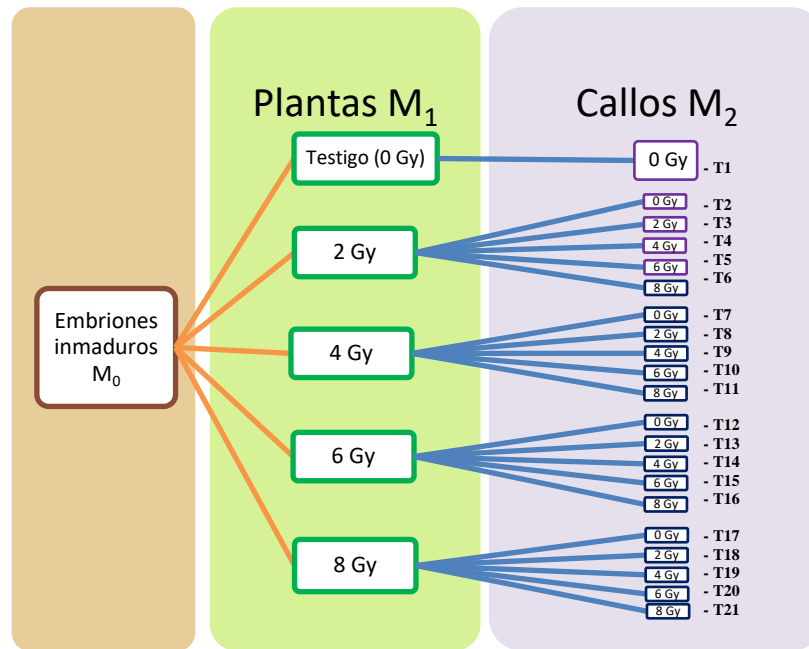 Plantas M₁
Callos M₂
Embriones
inmaduros
M₀
Testigo (0 Gy)
0 Gy - T1
2 Gy
0 Gy - T2
2 Gy - T3
4 Gy - T4
6 Gy - T5
8 Gy - T6
4 Gy
0 Gy - T7
2 Gy - T8
4 Gy - T9
6 Gy - T10
8 Gy - T11
6 Gy
0 Gy - T12
2 Gy - T13
4 Gy - T14
6 Gy - T15
8 Gy - T16
8 Gy
0 Gy - T17
2 Gy - T18
4 Gy - T19
6 Gy - T20
8 Gy - T21